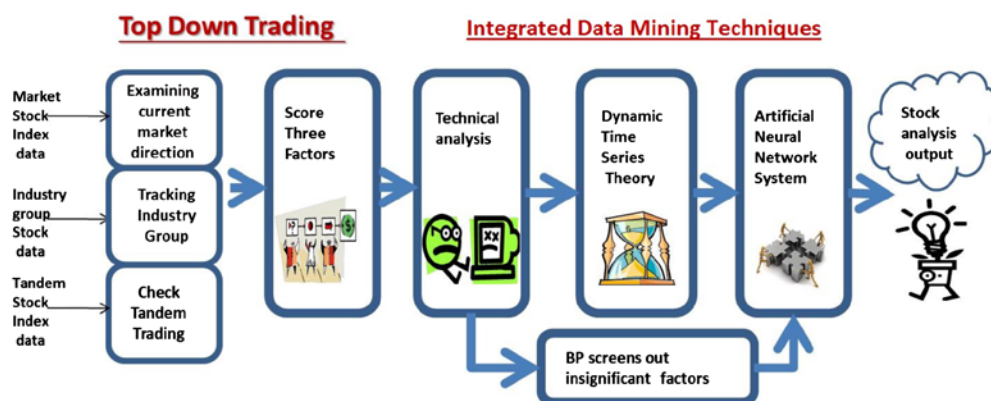 Top Down Trading
Integrated Data Mining Techniques
Market
Stock
Index
data
Examining
current
market
direction
Industry
group
Stock
data
Tracking
Industry
Group
Tandem
Stock
Index
data
Check
Tandem
Trading
Score
Three
Factors
$
Technical
analysis
XX
Dynamic
Time
Series
Theory
Artificial
Neural
Network
System
BP screens out
insignificant factors
Stock
analysis
output